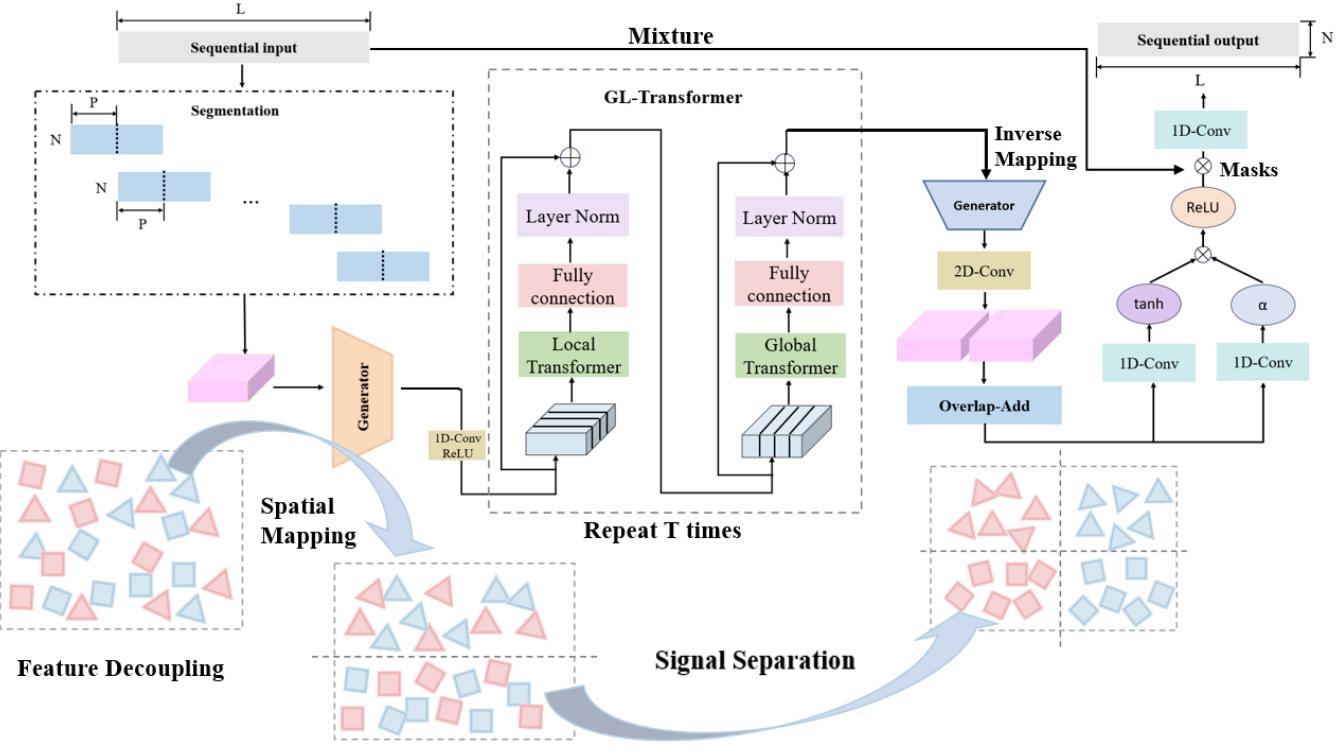 L
Sequential input
Mixture
Sequential output
N
L
Segmentation
P
N
N
P
...
GL-Transformer
Layer Norm
Fully
connection
Local
Transformer
Layer Norm
Fully
connection
Global
Transformer
Repeat T times
Generator
1D-Conv
ReLU
Inverse
Mapping
Generator
2D-Conv
Overlap-Add
1D-Conv
Masks
ReLU
tanh
α
1D-Conv
1D-Conv
Spatial
Mapping
Feature Decoupling
Signal Separation